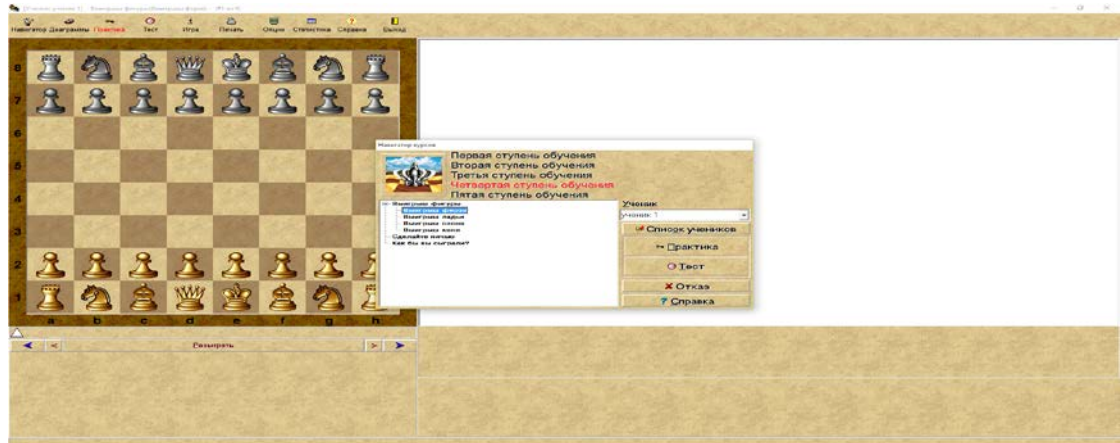 Навигатор Диаграммы Практика Тест Игра Печать Опции Статистика Справка Выход
8
7
6
5
4
3
2
1
a b c d e f g h
Разыграть
Навигатор курсов
Первая ступень обучения
Вторая ступень обучения
Третья ступень обучения
Четвертая ступень обучения
Пятая ступень обучения
Выигрыш фигуры
Выигрыш ферзя
Выигрыш ладьи
Выигрыш слона
Выигрыш коня
Сделайте ничью
Как бы вы сыграли?
Ученик
ученик 1
Список учеников
Практика
Тест
Отказ
Справка